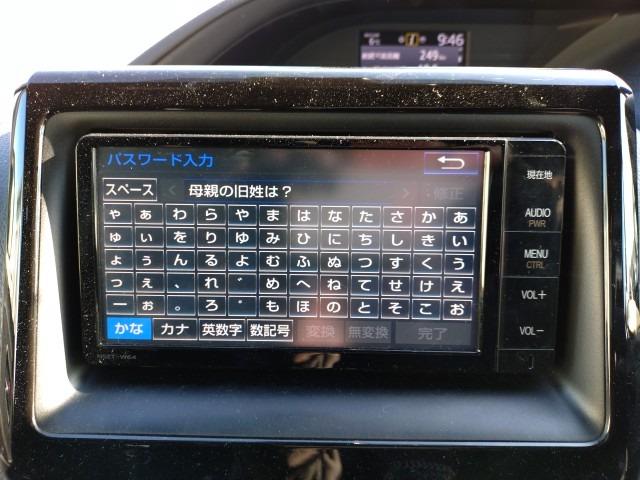 9:46
6℃
249
パスワード入力
現在地
スペース
母親の旧姓は?
修正
ゃ ぁ わ ら や ま は な た さ か あ
ゅ ぃ を り ゆ み ひ に ち し き い
ょ ぅ ん る よ む ふ ぬ つ す く う
っ ぇ 、 れ ゛ め へ ね て せ け え
ー ぉ 。 ろ ゜ も ほ の と そ こ お
かな カナ 英数字 数記号 変換 無変換 完了
AUDIO
PWR
MENU
CTRL
VOL+
VOL-
NSZT-W64